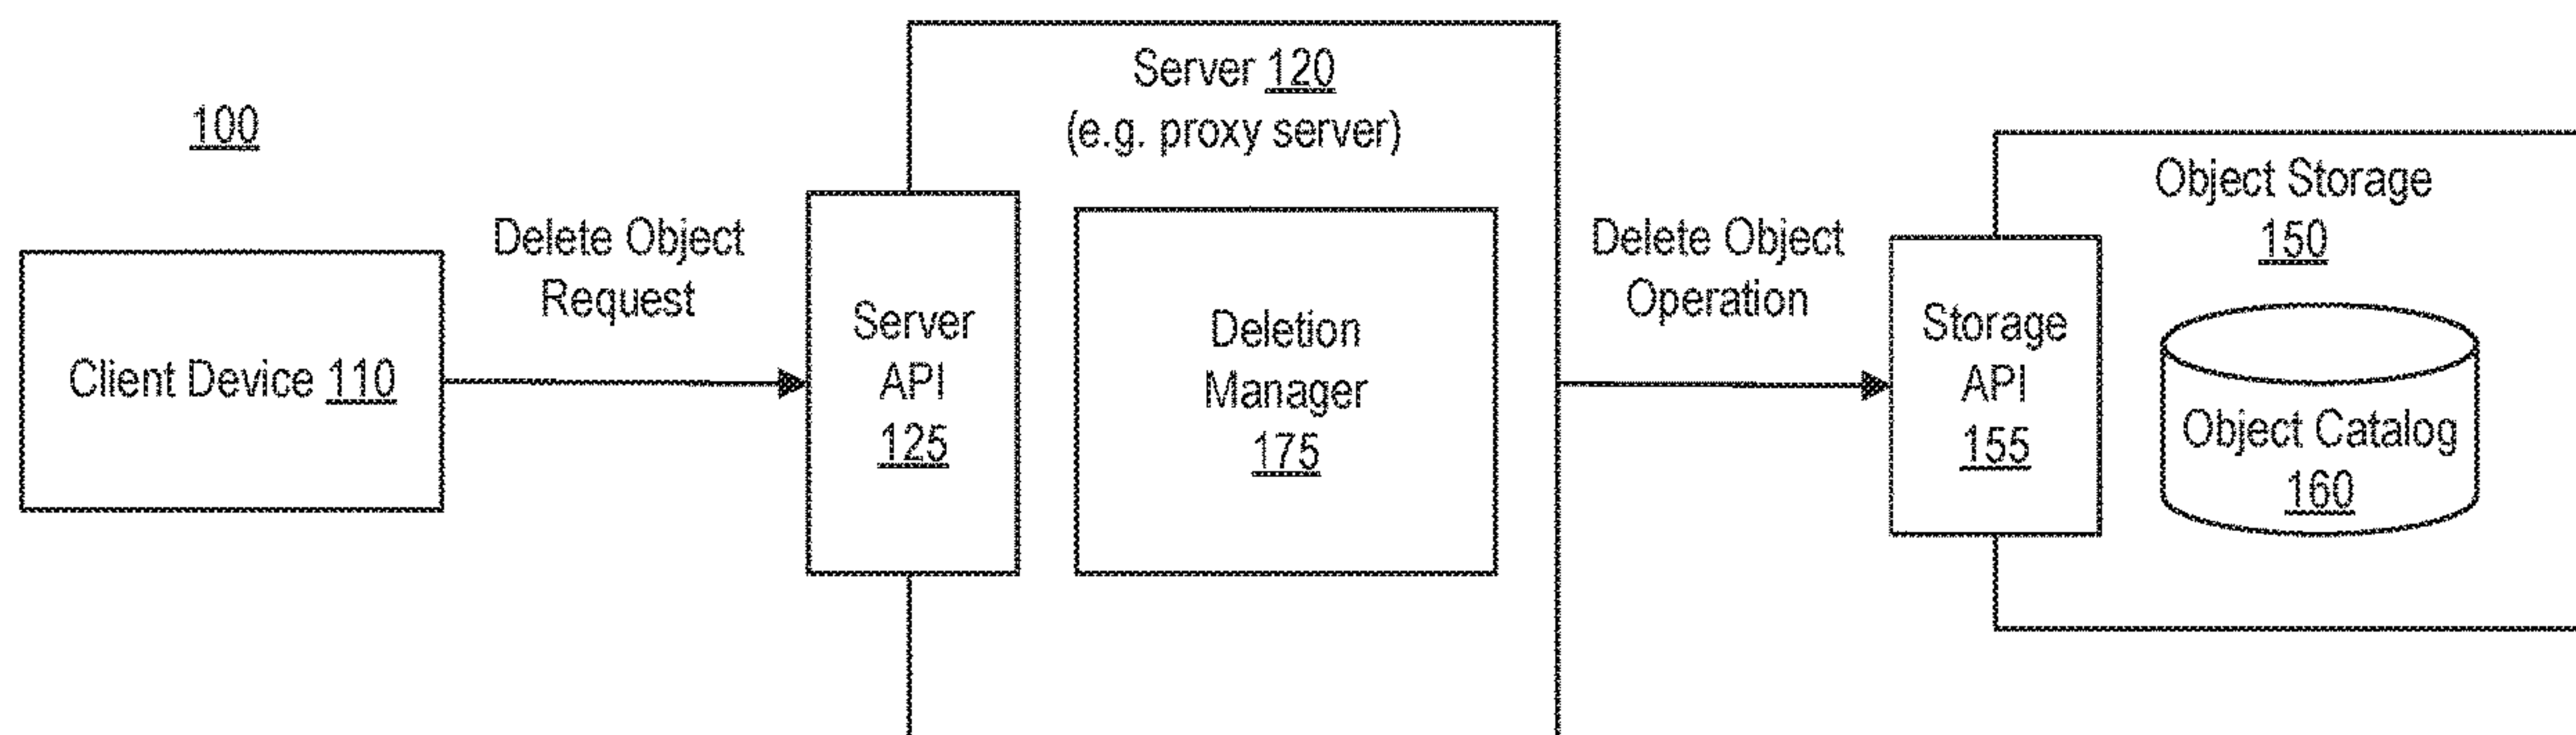 100
Client Device 110
Delete Object
Request
Server 120
(e.g. proxy server)
Server
API
125
Deletion
Manager
175
Delete Object
Operation
Object Storage
150
Storage
API
155
Object Catalog
160